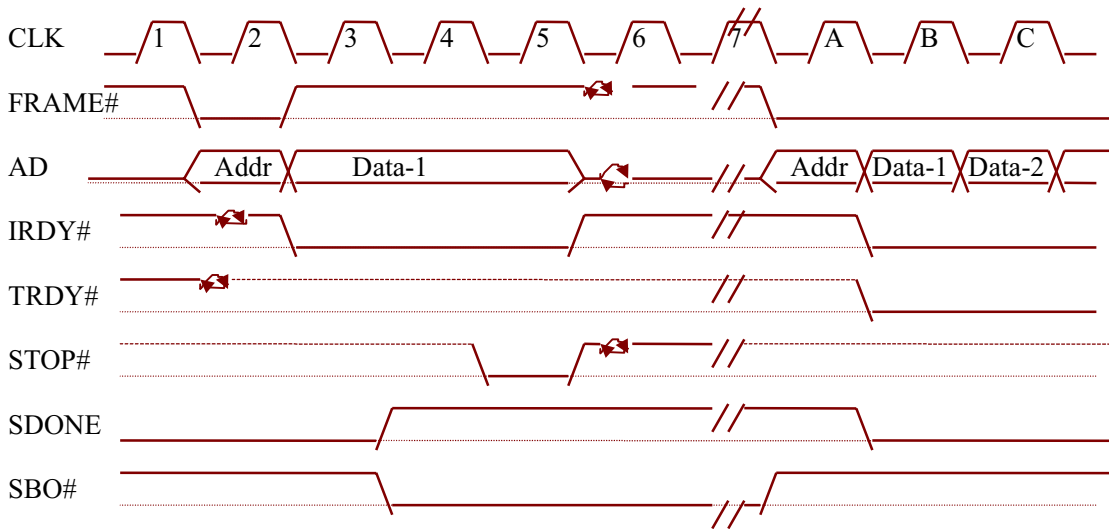 CLK 1 2 3 4 5 6 7 A B C
FRAME#
AD Addr Data-1 Addr Data-1 Data-2
IRDY#
TRDY#
STOP#
SDONE
SBO#